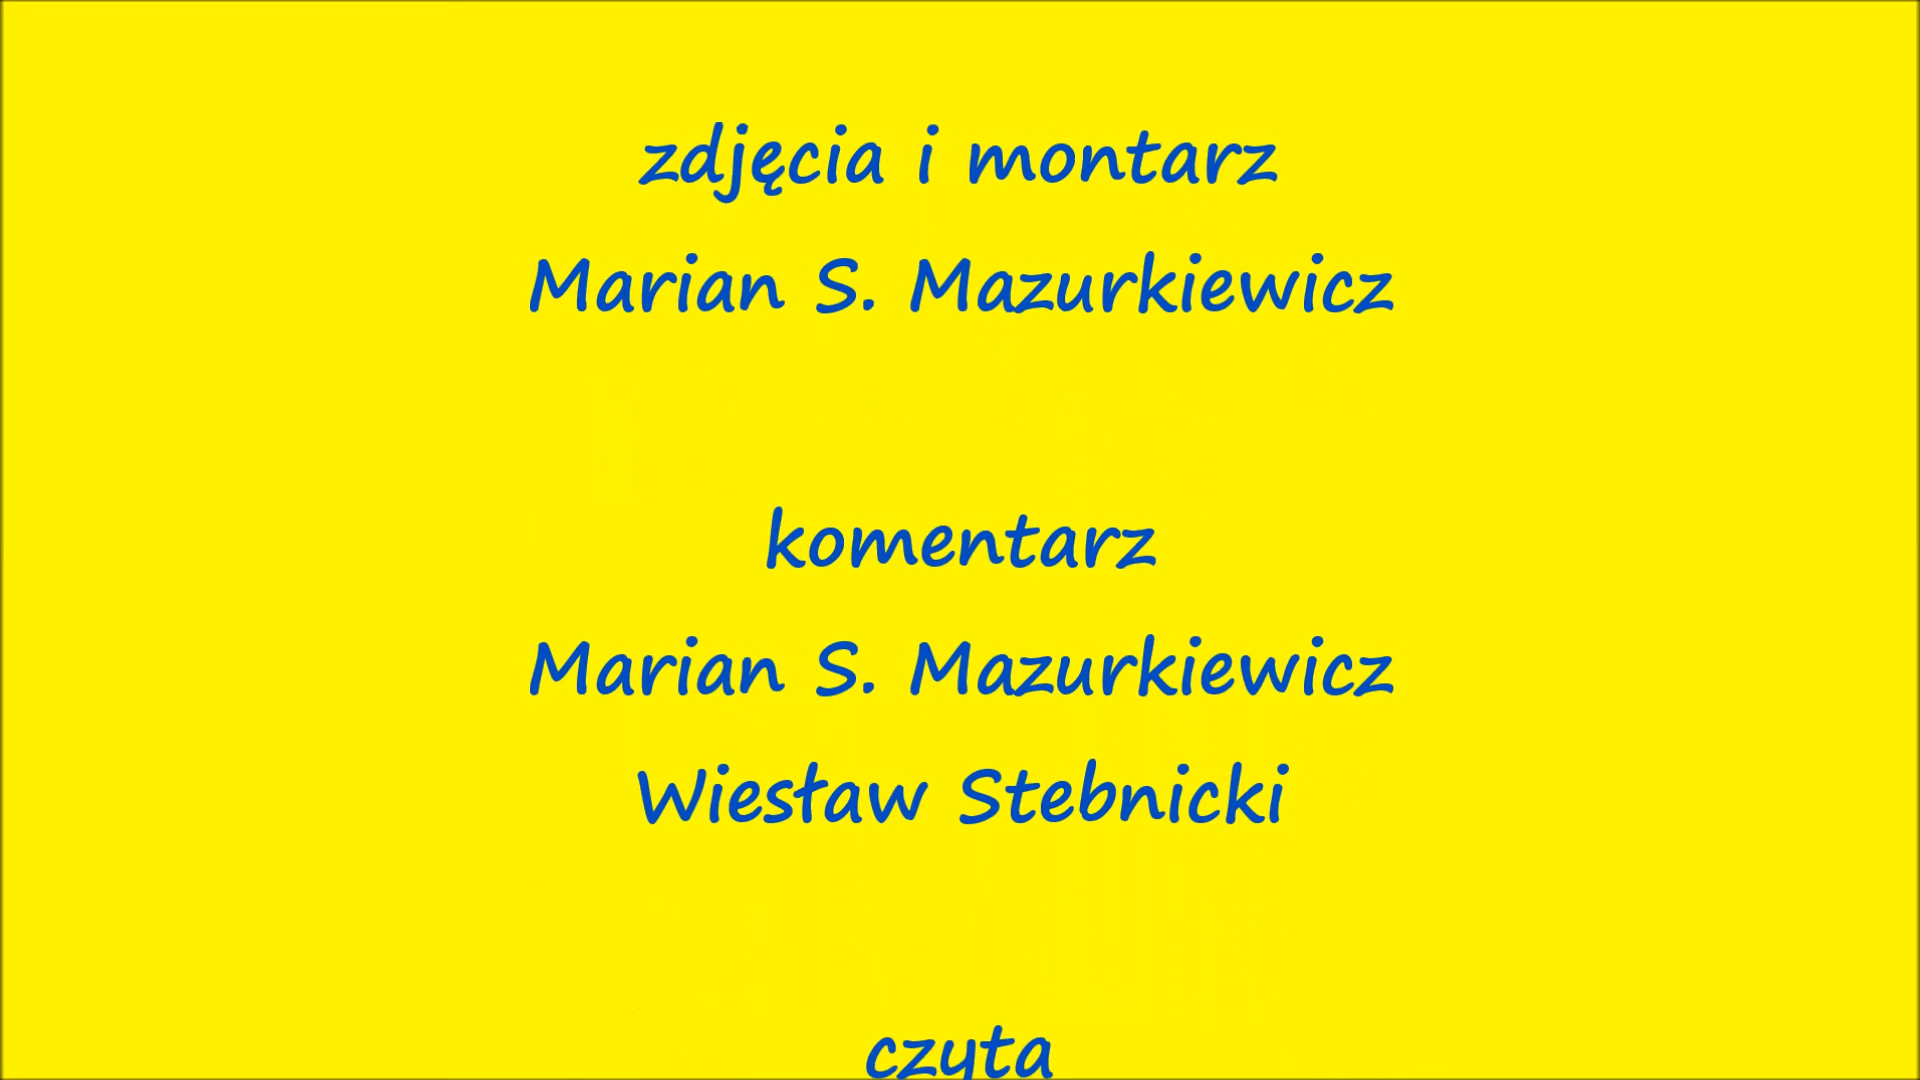 zdjęcia i montarz
Marian S. Mazurkiewicz
komentarz
Marian S. Mazurkiewicz
Wiesław Stebnicki
czyta